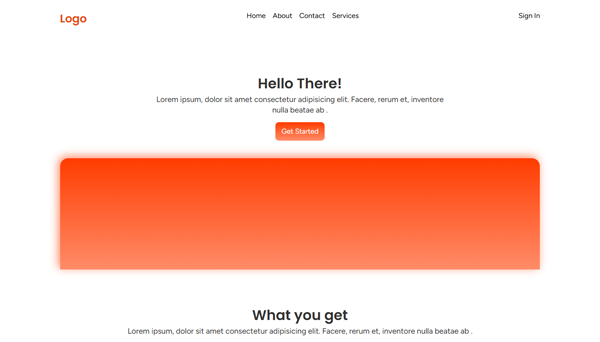 Logo
Home About Contact Services
Sign In
Hello There!
Lorem ipsum, dolor sit amet consectetur adipisicing elit. Facere, rerum et, inventore
nulla beatae ab .
Get Started
What you get
Lorem ipsum, dolor sit amet consectetur adipisicing elit. Facere, rerum et, inventore nulla beatae ab .